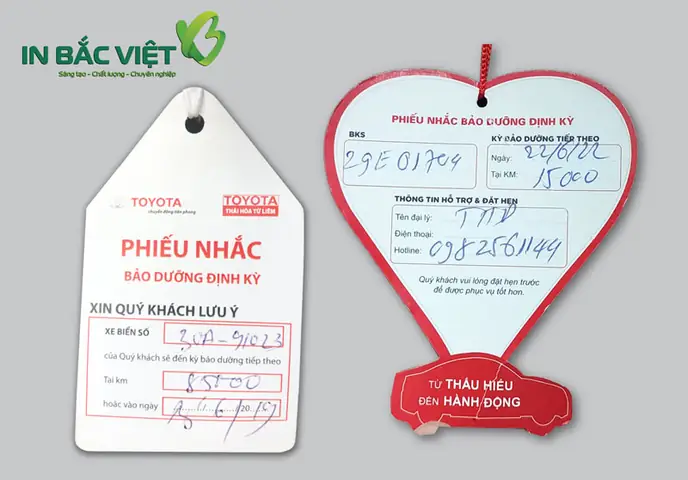 IN BẮC VIỆT
Sáng tạo - Chất lượng - Chuyên nghiệp
TOYOTA
chuyển động tiên phong
TOYOTA
THÁI HÒA TỪ LIÊM
PHIẾU NHẮC
BẢO DƯỠNG ĐỊNH KỲ
XIN QUÝ KHÁCH LƯU Ý
XE BIỂN SỐ 30A-91023
của Quý khách sẽ đến kỳ bảo dưỡng tiếp theo
Tại km 85000
hoặc vào ngày
PHIẾU NHẮC BẢO DƯỠNG ĐỊNH KỲ
BKS
29E 01704
KỲ BẢO DƯỠNG TIẾP THEO
Ngày: 22/6/22
Tại KM: 15000
THÔNG TIN HỖ TRỢ & ĐẶT HẸN
Tên đại lý:
Điện thoại:
Hotline: 0982561144
Quý khách vui lòng đặt hẹn trước
để được phục vụ tốt hơn.
TỪ THẤU HIỂU
ĐẾN HÀNH ĐỘNG